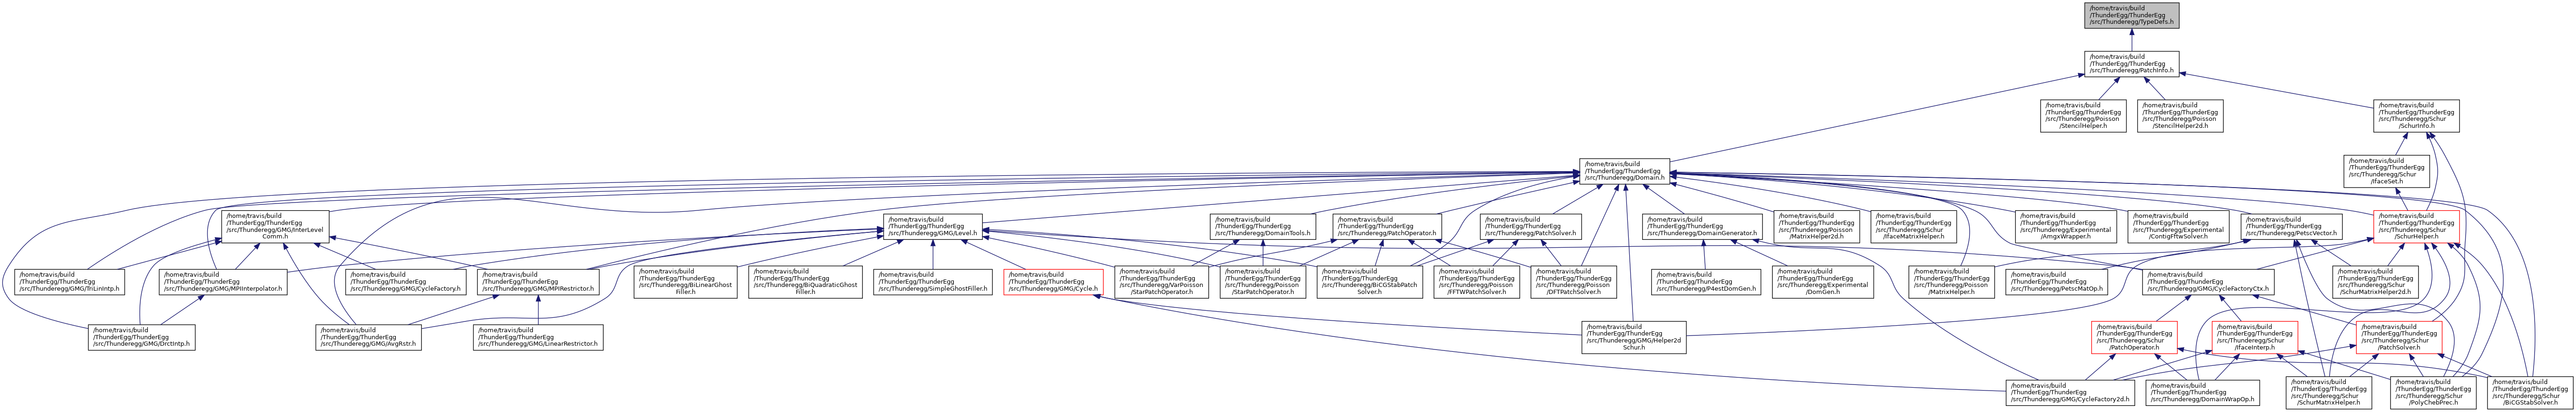 /home/travis/build
/ThunderEgg/ThunderEgg
/src/Thunderegg/TypeDefs.h
/home/travis/build
/ThunderEgg/ThunderEgg
/src/Thunderegg/PatchInfo.h
/home/travis/build
/ThunderEgg/ThunderEgg
/src/Thunderegg/Poisson
/StencilHelper.h
/home/travis/build
/ThunderEgg/ThunderEgg
/src/Thunderegg/Poisson
/StencilHelper2d.h
/home/travis/build
/ThunderEgg/ThunderEgg
/src/Thunderegg/Schur
/SchurInfo.h
/home/travis/build
/ThunderEgg/ThunderEgg
/src/Thunderegg/Domain.h
/home/travis/build
/ThunderEgg/ThunderEgg
/src/Thunderegg/Schur
/IfaceSet.h
/home/travis/build
/ThunderEgg/ThunderEgg
/src/Thunderegg/GMG/InterLevel
Comm.h
/home/travis/build
/ThunderEgg/ThunderEgg
/src/Thunderegg/GMG/Level.h
/home/travis/build
/ThunderEgg/ThunderEgg
/src/Thunderegg/DomainTools.h
/home/travis/build
/ThunderEgg/ThunderEgg
/src/Thunderegg/PatchOperator.h
/home/travis/build
/ThunderEgg/ThunderEgg
/src/Thunderegg/PatchSolver.h
/home/travis/build
/ThunderEgg/ThunderEgg
/src/Thunderegg/DomainGenerator.h
/home/travis/build
/ThunderEgg/ThunderEgg
/src/Thunderegg/Poisson
/MatrixHelper2d.h
/home/travis/build
/ThunderEgg/ThunderEgg
/src/Thunderegg/Schur
/IfaceMatrixHelper.h
/home/travis/build
/ThunderEgg/ThunderEgg
/src/Thunderegg/Experimental
/AmgxWrapper.h
/home/travis/build
/ThunderEgg/ThunderEgg
/src/Thunderegg/Experimental
/ContigFftwSolver.h
/home/travis/build
/ThunderEgg/ThunderEgg
/src/Thunderegg/PetscVector.h
/home/travis/build
/ThunderEgg/ThunderEgg
/src/Thunderegg/Schur
/SchurHelper.h
/home/travis/build
/ThunderEgg/ThunderEgg
/src/Thunderegg/GMG/TriLinIntp.h
/home/travis/build
/ThunderEgg/ThunderEgg
/src/Thunderegg/GMG/MPIInterpolator.h
/home/travis/build
/ThunderEgg/ThunderEgg
/src/Thunderegg/GMG/CycleFactory.h
/home/travis/build
/ThunderEgg/ThunderEgg
/src/Thunderegg/GMG/MPIRestrictor.h
/home/travis/build
/ThunderEgg/ThunderEgg
/src/Thunderegg/BiLinearGhost
Filler.h
/home/travis/build
/ThunderEgg/ThunderEgg
/src/Thunderegg/BiQuadraticGhost
Filler.h
/home/travis/build
/ThunderEgg/ThunderEgg
/src/Thunderegg/SimpleGhostFiller.h
/home/travis/build
/ThunderEgg/ThunderEgg
/src/Thunderegg/GMG/Cycle.h
/home/travis/build
/ThunderEgg/ThunderEgg
/src/Thunderegg/VarPoisson
/StarPatchOperator.h
/home/travis/build
/ThunderEgg/ThunderEgg
/src/Thunderegg/Poisson
/StarPatchOperator.h
/home/travis/build
/ThunderEgg/ThunderEgg
/src/Thunderegg/BiCGStabPatch
Solver.h
/home/travis/build
/ThunderEgg/ThunderEgg
/src/Thunderegg/Poisson
/FFTWPatchSolver.h
/home/travis/build
/ThunderEgg/ThunderEgg
/src/Thunderegg/Poisson
/DFTPatchSolver.h
/home/travis/build
/ThunderEgg/ThunderEgg
/src/Thunderegg/P4estDomGen.h
/home/travis/build
/ThunderEgg/ThunderEgg
/src/Thunderegg/Experimental
/DomGen.h
/home/travis/build
/ThunderEgg/ThunderEgg
/src/Thunderegg/Poisson
/MatrixHelper.h
/home/travis/build
/ThunderEgg/ThunderEgg
/src/Thunderegg/PetscMatOp.h
/home/travis/build
/ThunderEgg/ThunderEgg
/src/Thunderegg/GMG/CycleFactoryCtx.h
/home/travis/build
/ThunderEgg/ThunderEgg
/src/Thunderegg/Schur
/SchurMatrixHelper2d.h
/home/travis/build
/ThunderEgg/ThunderEgg
/src/Thunderegg/GMG/DrctIntp.h
/home/travis/build
/ThunderEgg/ThunderEgg
/src/Thunderegg/GMG/AvgRstr.h
/home/travis/build
/ThunderEgg/ThunderEgg
/src/Thunderegg/GMG/LinearRestrictor.h
/home/travis/build
/ThunderEgg/ThunderEgg
/src/Thunderegg/GMG/Helper2d
Schur.h
/home/travis/build
/ThunderEgg/ThunderEgg
/src/Thunderegg/Schur
/PatchOperator.h
/home/travis/build
/ThunderEgg/ThunderEgg
/src/Thunderegg/Schur
/IfaceInterp.h
/home/travis/build
/ThunderEgg/ThunderEgg
/src/Thunderegg/Schur
/PatchSolver.h
/home/travis/build
/ThunderEgg/ThunderEgg
/src/Thunderegg/GMG/CycleFactory2d.h
/home/travis/build
/ThunderEgg/ThunderEgg
/src/Thunderegg/DomainWrapOp.h
/home/travis/build
/ThunderEgg/ThunderEgg
/src/Thunderegg/Schur
/SchurMatrixHelper.h
/home/travis/build
/ThunderEgg/ThunderEgg
/src/Thunderegg/Schur
/PolyChebPrec.h
/home/travis/build
/ThunderEgg/ThunderEgg
/src/Thunderegg/Schur
/BiCGStabSolver.h